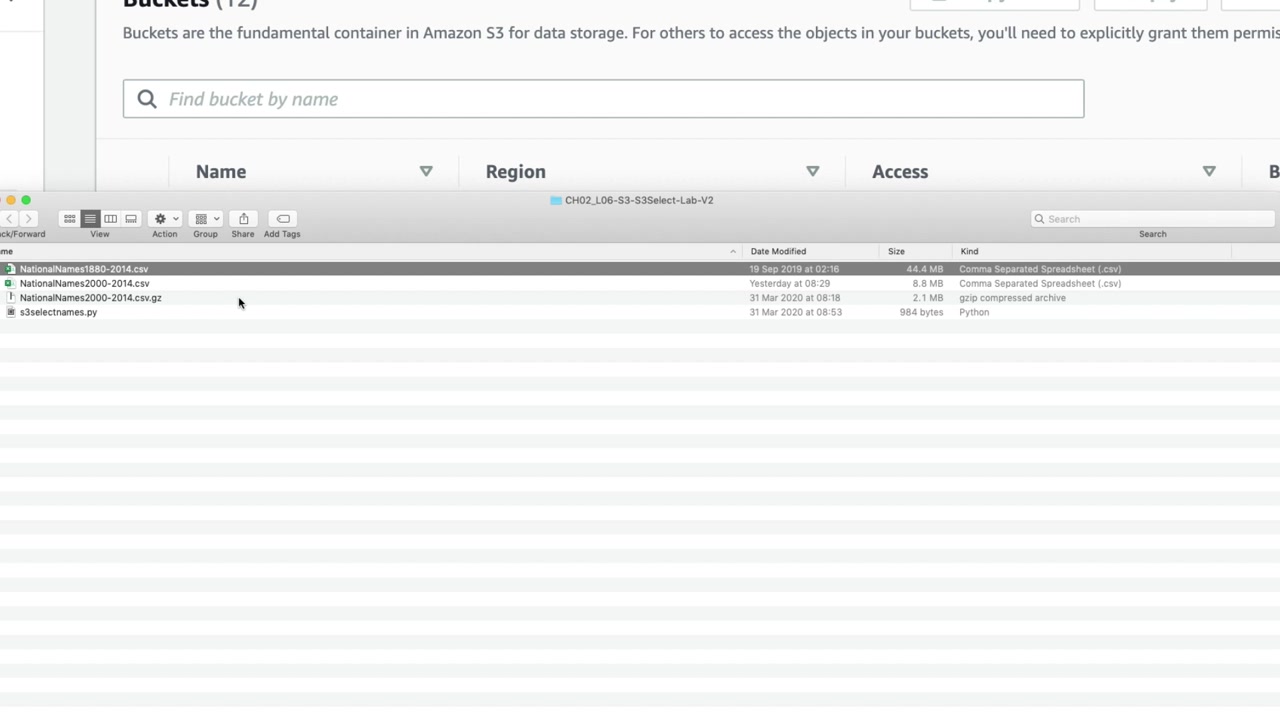 Buckets (12)
Buckets are the fundamental container in Amazon S3 for data storage. For others to access the objects in your buckets, you'll need to explicitly grant them permis
Find bucket by name
Name Region Access B
CH02_L06-S3-S3Select-Lab-V2
ck/Forward View Action Group Share Add Tags Search
Search
me Date Modified Size Kind
NationalNames1880-2014.csv 19 Sep 2019 at 02:16 44.4 MB Comma Separated Spreadsheet (.csv)
NationalNames2000-2014.csv Yesterday at 08:29 8.8 MB Comma Separated Spreadsheet (.csv)
NationalNames2000-2014.csv.gz 31 Mar 2020 at 08:18 2.1 MB gzip compressed archive
s3selectnames.py 31 Mar 2020 at 08:53 984 bytes Python